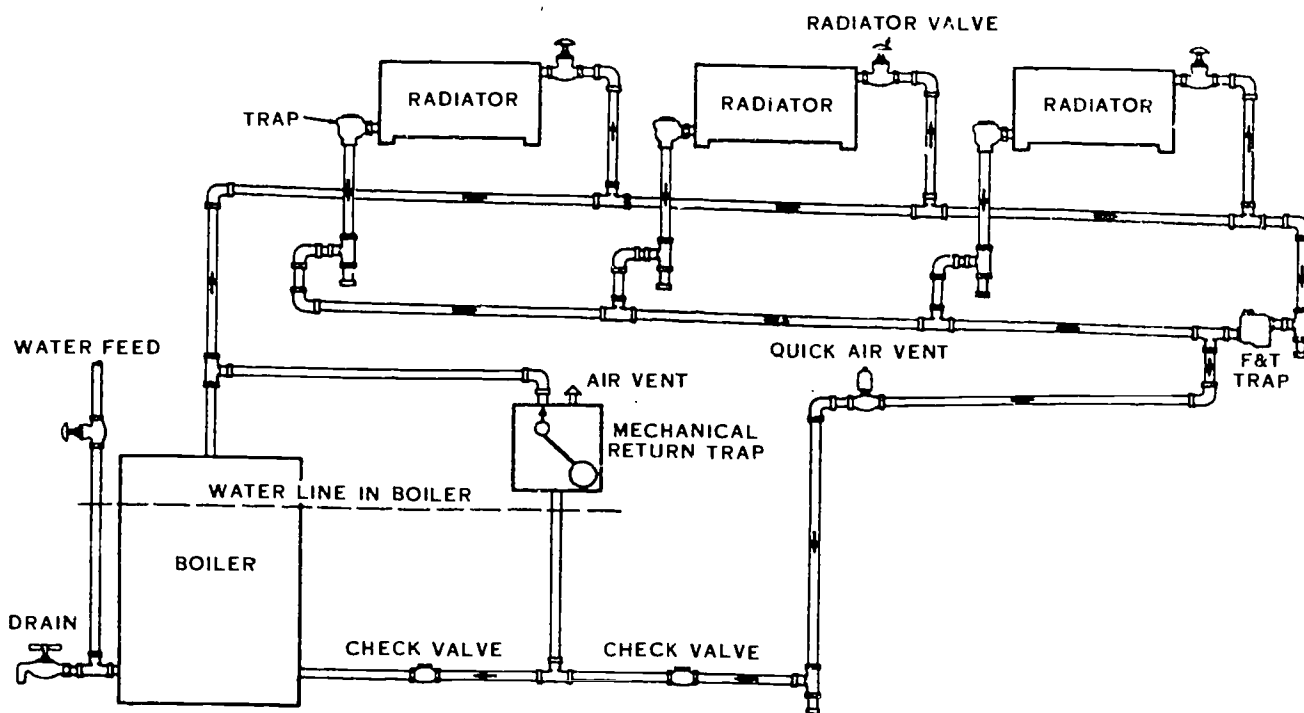 RADIATOR VALVE
RADIATOR
RADIATOR
RADIATOR
TRAP
WATER FEED
QUICK AIR VENT
F&T
TRAP
AIR VENT
MECHANICAL
RETURN TRAP
WATER LINE IN BOILER
BOILER
DRAIN
CHECK VALVE
CHECK VALVE